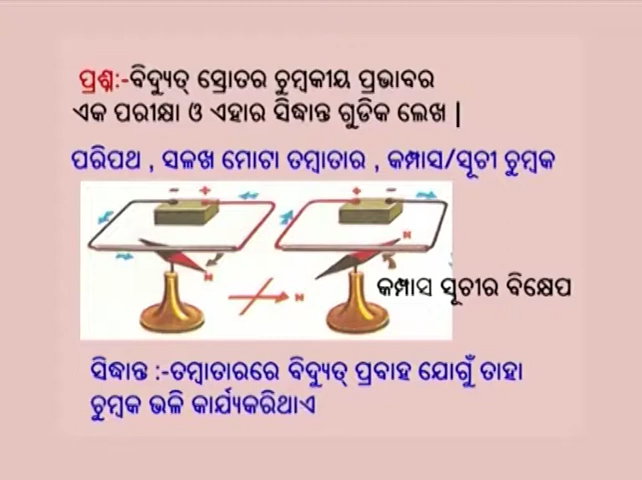 ପ୍ରଶ୍ନ:-ବିଦ୍ୟୁତ୍ ସ୍ରୋତର ଚୁମ୍ବକୀୟ ପ୍ରଭାବର
ଏକ ପରୀକ୍ଷା ଓ ଏହାର ସିଦ୍ଧାନ୍ତ ଗୁଡିକ ଲେଖ |
ପରିପଥ , ସଳଖ ମୋଟା ତମ୍ବାତାର , କମ୍ପାସ/ସୂଚୀ ଚୁମ୍ବକ
- + + -
N N N
କମ୍ପାସ ସୂଚୀର ବିକ୍ଷେପ
ସିଦ୍ଧାନ୍ତ :-ତମ୍ବାତାରରେ ବିଦ୍ୟୁତ୍ ପ୍ରବାହ ଯୋଗୁଁ ତାହା
ଚୁମ୍ବକ ଭଳି କାର୍ଯ୍ୟକରିଥାଏ